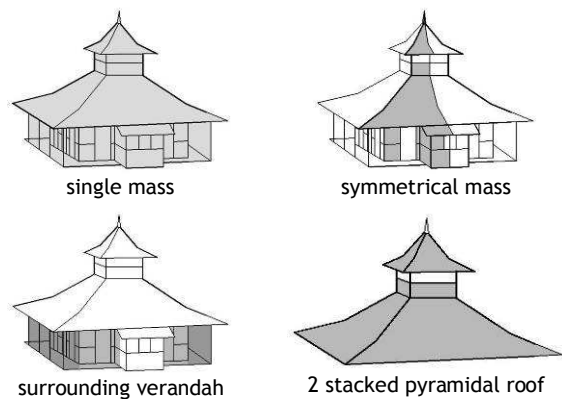 single mass
symmetrical mass
surrounding verandah
2 stacked pyramidal roof